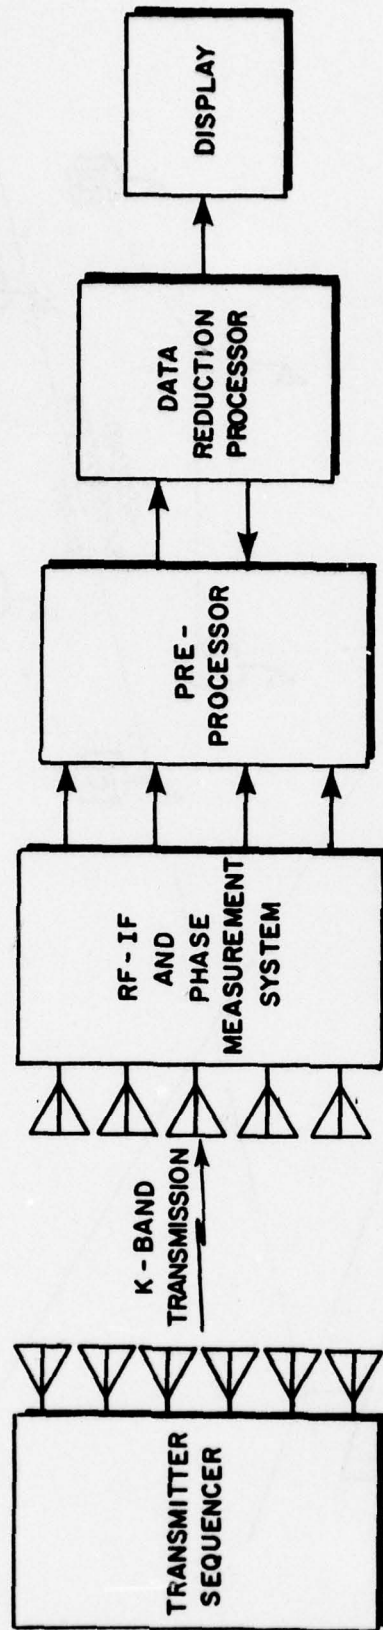 TRANSMITTER
SEQUENCER
K-BAND
TRANSMISSION
RF-IF
AND
PHASE
MEASUREMENT
SYSTEM
PRE-
PROCESSOR
DATA
REDUCTION
PROCESSOR
DISPLAY